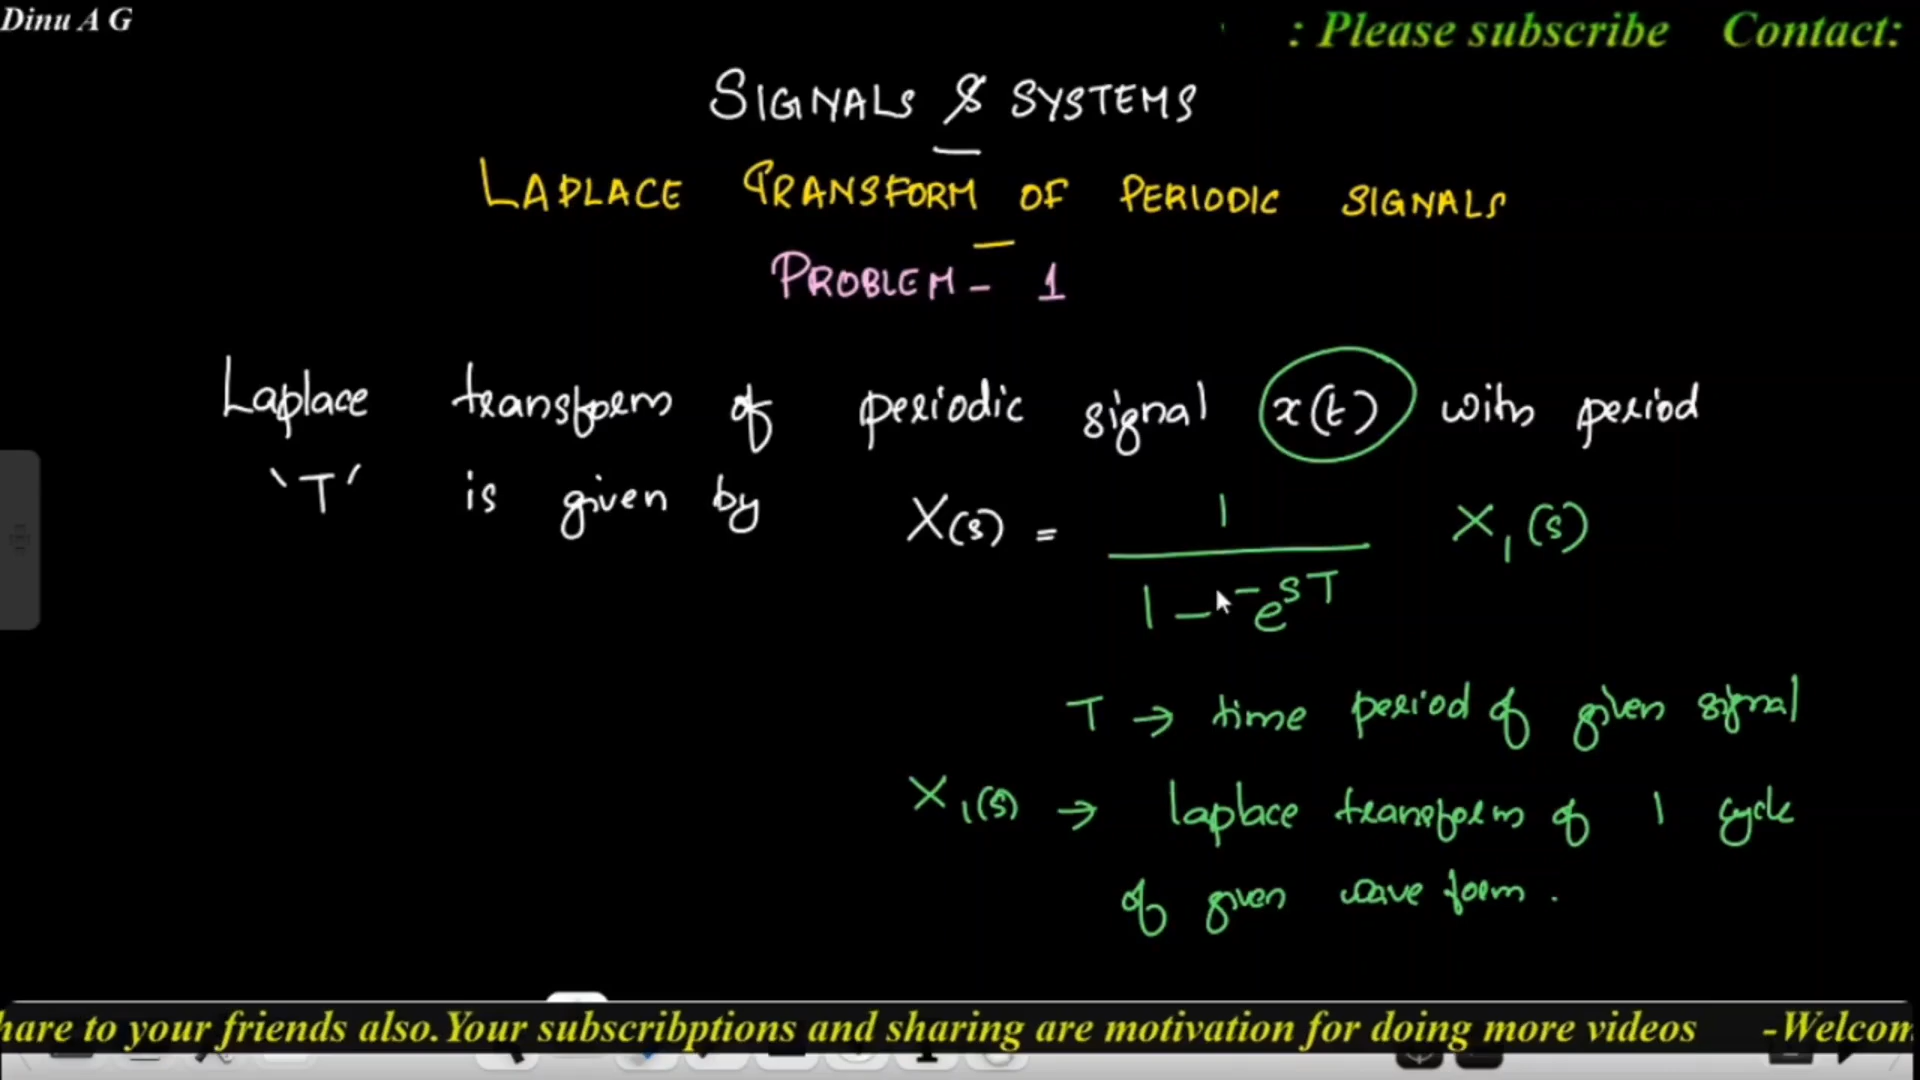 Dinu A G
: Please subscribe Contact:
SIGNALS & SYSTEMS
LAPLACE TRANSFORM OF PERIODIC SIGNALS
PROBLEM - 1
Laplace transform of periodic signal x(t) with period
'T' is given by X(s) = 1 / 1 - -e^sT X₁(s)
T → time period of given signal
X₁(s) → laplace transform of 1 cycle
of given wave form.
hare to your friends also. Your subscribptions and sharing are motivation for doing more videos -Welcom